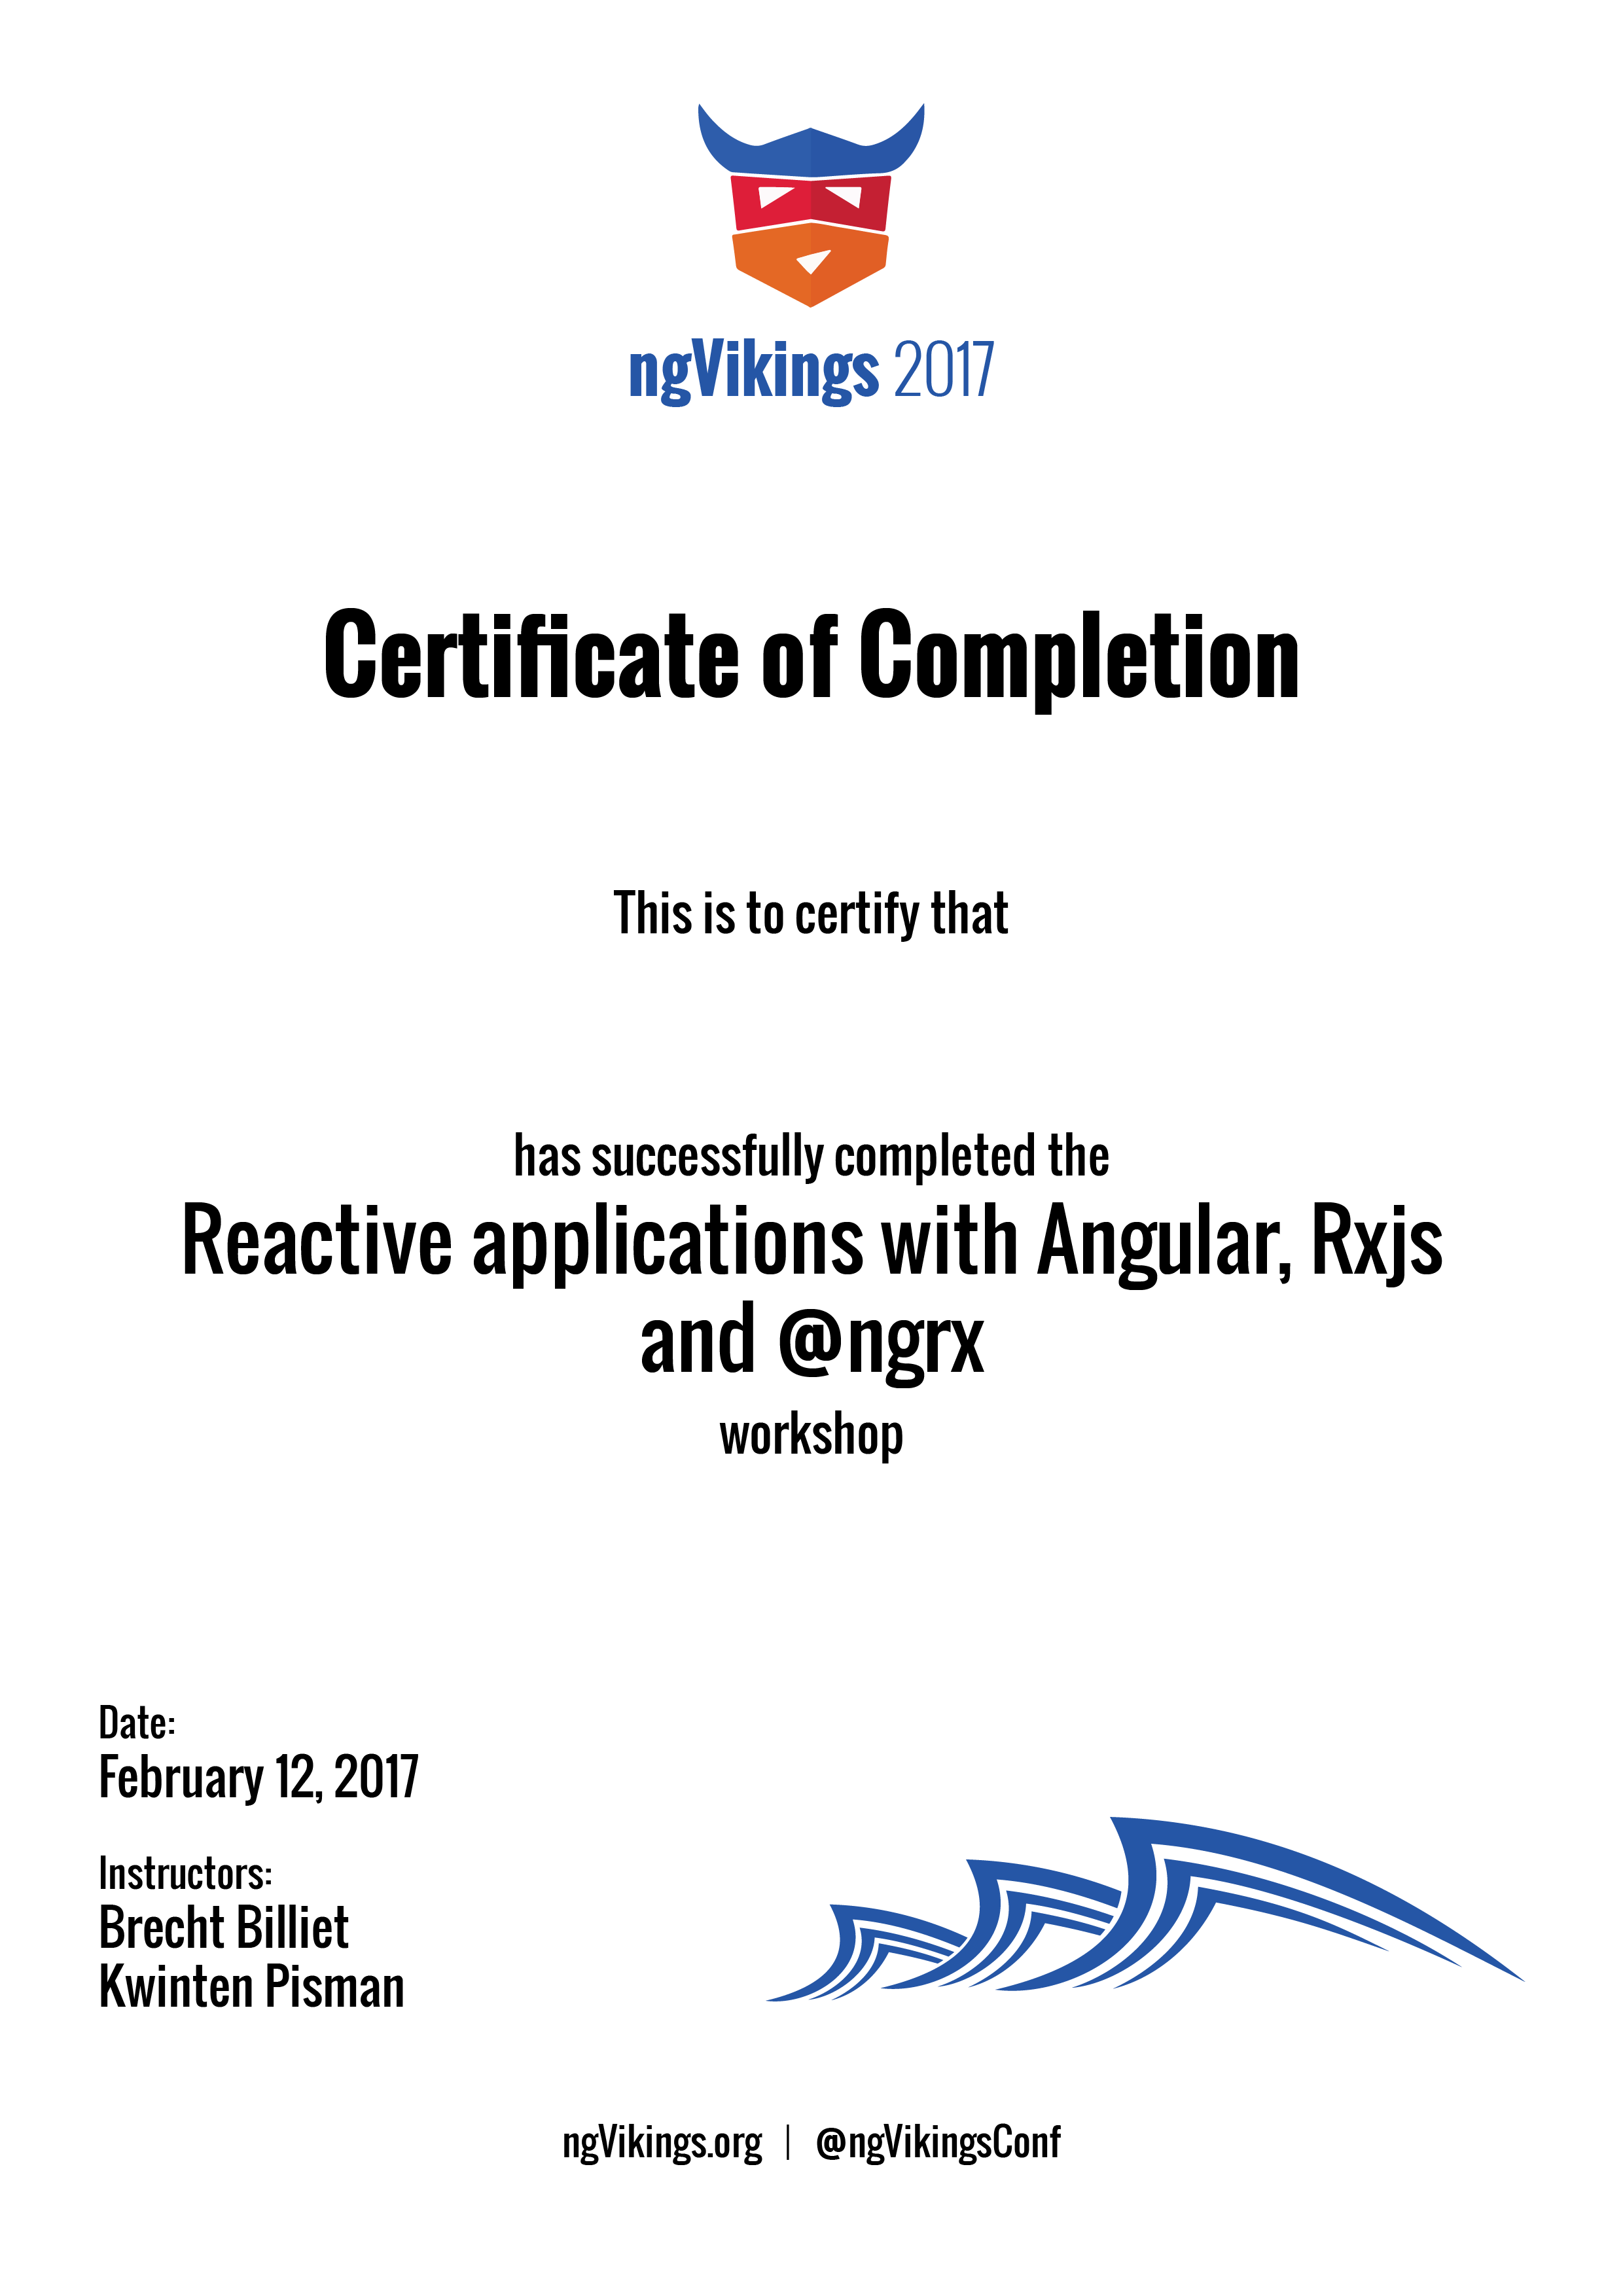 ngVikings 2017
Certificate of Completion
This is to certify that
has successfully completed the
Reactive applications with Angular, Rxjs
and @ngrx
workshop
Date:
February 12, 2017
Instructors:
Brecht Billiet
Kwinten Pisman
ngVikings.org | @ngVikingsConf